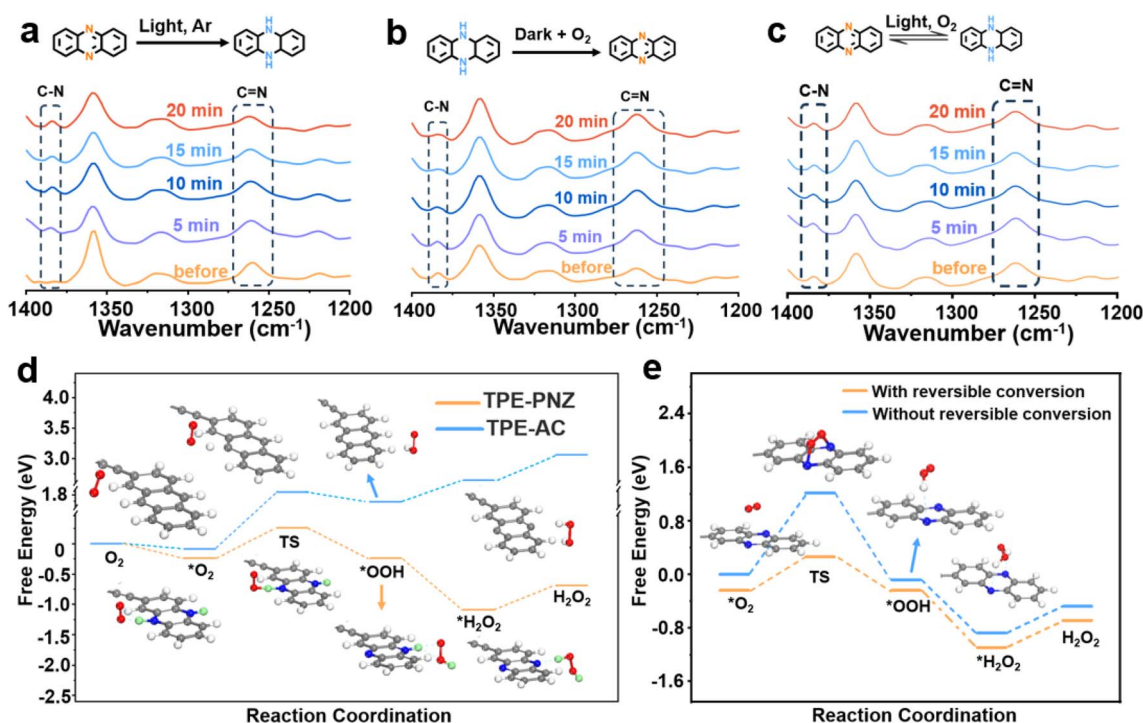 a
Light, Ar
N
N
H
N
N
H
C-N
C=N
20 min
15 min
10 min
5 min
before
1400
1350
1300
1250
1200
Wavenumber (cm⁻¹)
b
Dark + O₂
H
N
N
H
N
N
C-N
C=N
20 min
15 min
10 min
5 min
before
1400
1350
1300
1250
1200
Wavenumber (cm⁻¹)
c
Light, O₂
N
N
H
N
N
H
C-N
C=N
20 min
15 min
10 min
5 min
before
1400
1350
1300
1250
1200
Wavenumber (cm⁻¹)
d
Free Energy (eV)
4.0
3.5
3.0
1.8
0
-0.5
-1.0
-1.5
-2.0
-2.5
TPE-PNZ
TPE-AC
O₂
*O₂
TS
*OOH
*H₂O₂
H₂O₂
Reaction Coordination
e
Free Energy (eV)
2.4
1.6
0.8
0.0
-0.8
-1.6
With reversible conversion
Without reversible conversion
*O₂
TS
*OOH
*H₂O₂
H₂O₂
Reaction Coordination